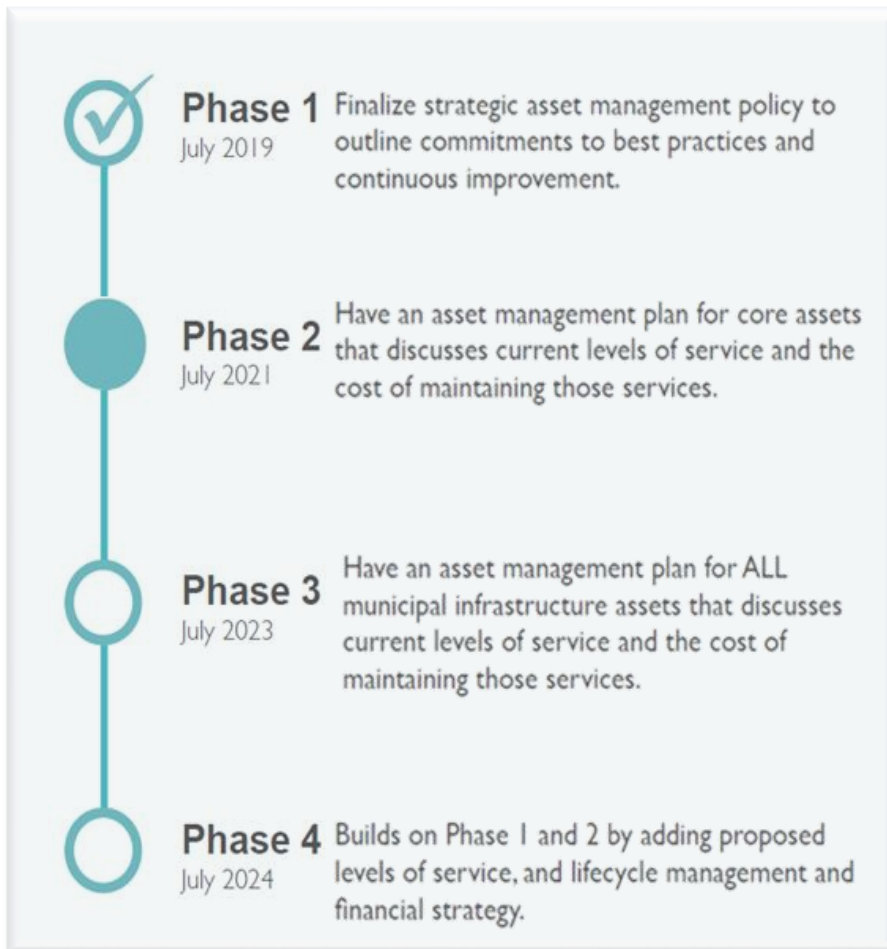 Phase 1
July 2019
Finalize strategic asset management policy to
outline commitments to best practices and
continuous improvement.
Phase 2
July 2021
Have an asset management plan for core assets
that discusses current levels of service and the
cost of maintaining those services.
Phase 3
July 2023
Have an asset management plan for ALL
municipal infrastructure assets that discusses
current levels of service and the cost of
maintaining those services.
Phase 4
July 2024
Builds on Phase 1 and 2 by adding proposed
levels of service, and lifecycle management and
financial strategy.